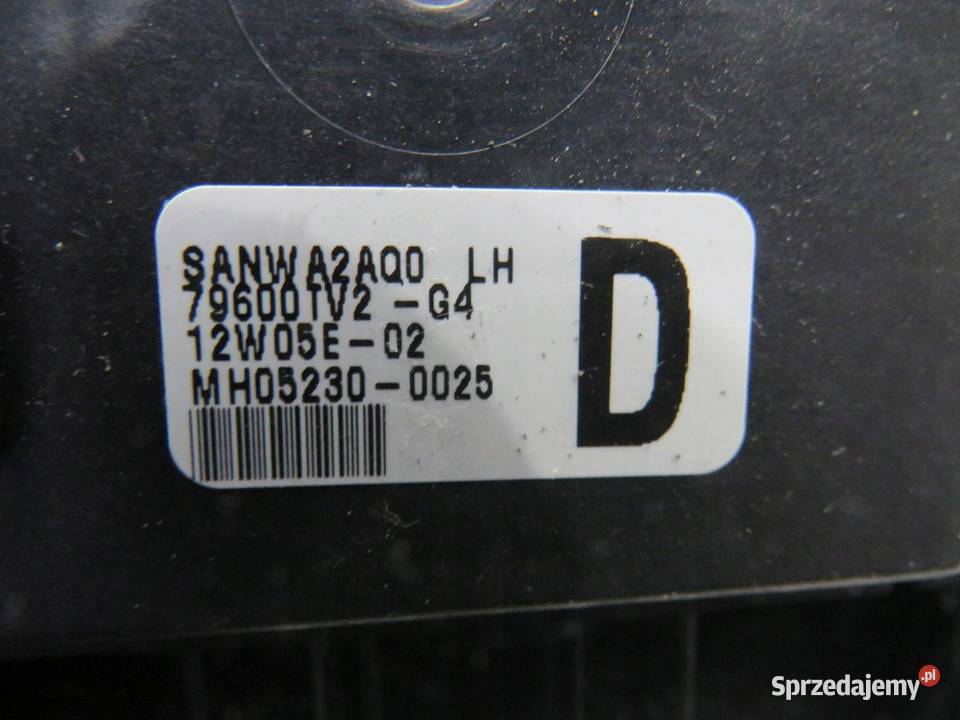 SANWA2AQ0 LH
79600TV2 -G4
12W05E-02
MH05230-0025
D
Sprzedajemy.pl